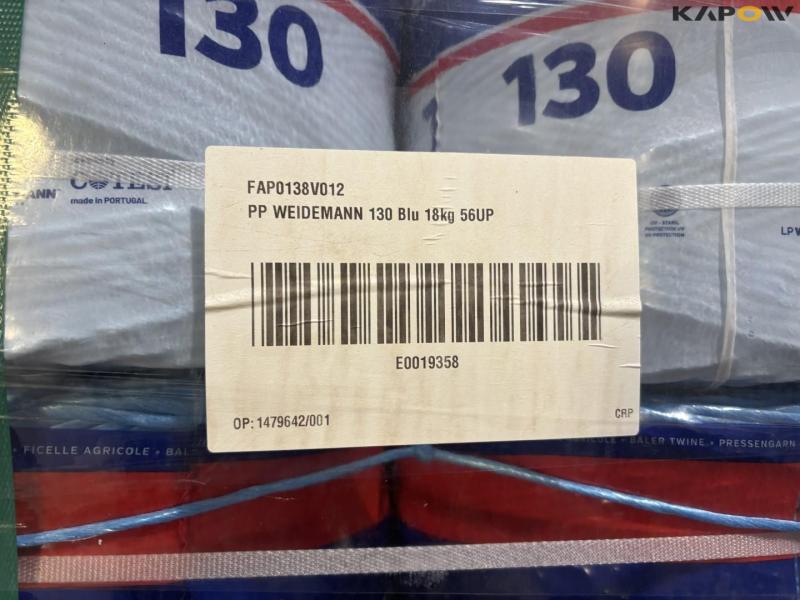 KAPOW
130
130
COTESI
made in PORTUGAL
FAP0138V012
PP WEIDEMANN 130 Blu 18kg 56UP
E0019358
OP: 1479642/001
CRP
FICELLE AGRICOLE • BAL
BALER TWINE • PRESSENGARN